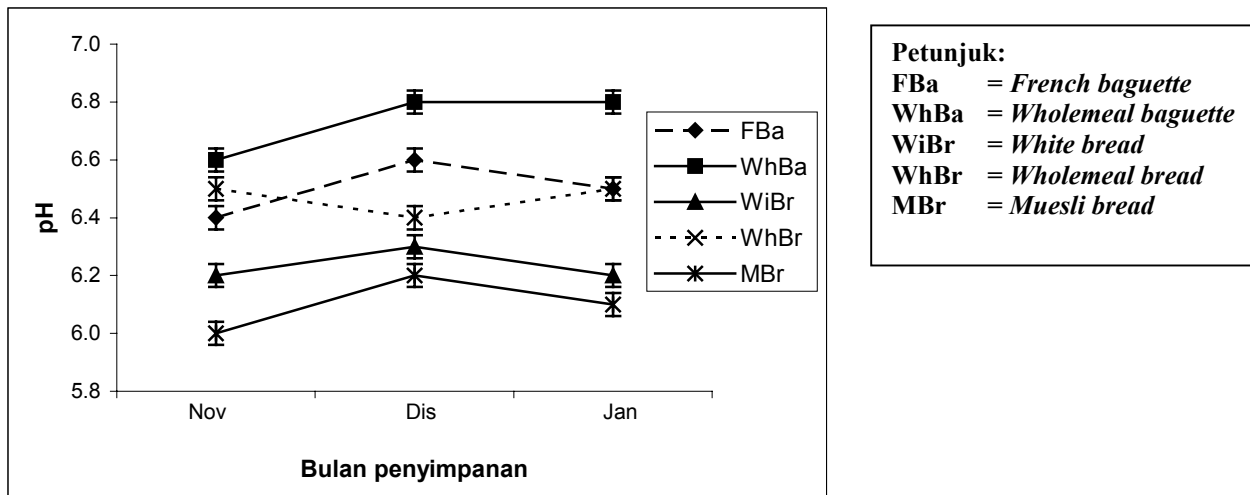 7.0
6.8
6.6
6.4
6.2
6.0
5.8
pH
Nov Dis Jan
Bulan penyimpanan
FBa
WhBa
WiBr
WhBr
MBr
Petunjuk:
FBa = French baguette
WhBa = Wholemeal baguette
WiBr = White bread
WhBr = Wholemeal bread
MBr = Muesli bread